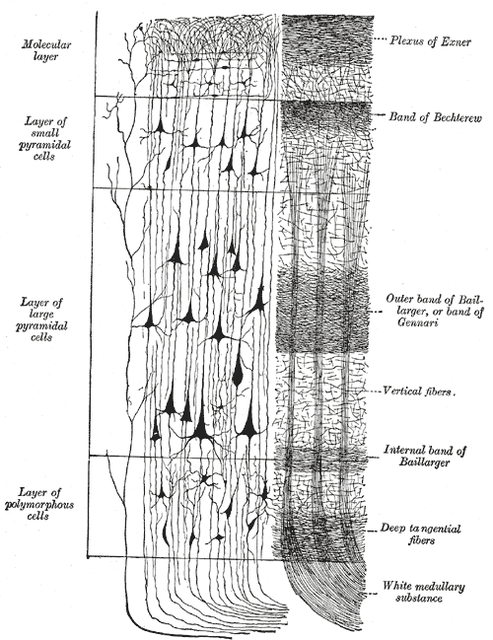 Molecular
layer
Layer of
small
pyramidal
cells
Layer of
large
pyramidal
cells
Layer of
polymorphous
cells
Plexus of Exner
Band of Bechterew
Outer band of Bail-
larger, or band of
Gennari
Vertical fibers.
Internal band of
Baillarger
Deep tangential
fibers
White medullary
substance